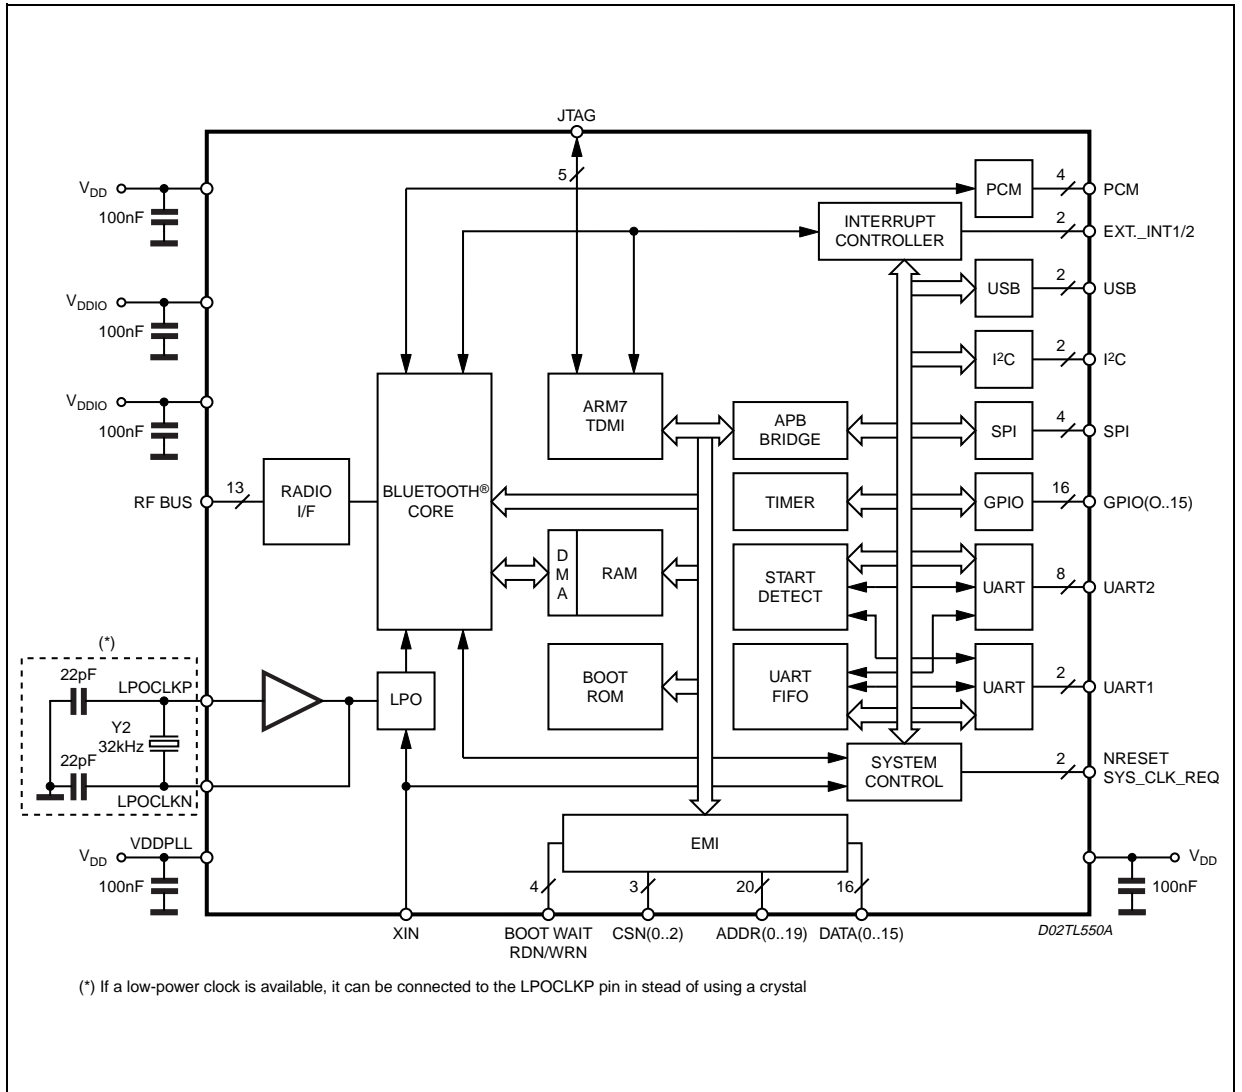 JTAG
5
VDD
100nF
PCM
4
PCM
INTERRUPT
CONTROLLER
2
EXT._INT1/2
USB
2
USB
VDDIO
100nF
I²C
2
I²C
ARM7
TDMI
APB
BRIDGE
SPI
4
SPI
VDDIO
100nF
RF BUS
13
RADIO
I/F
BLUETOOTH®
CORE
TIMER
GPIO
16
GPIO(O..15)
D
M
A
RAM
START
DETECT
UART
8
UART2
(*)
22pF
LPOCLKP
Y2
32kHz
22pF
LPOCLKN
LPO
BOOT
ROM
UART
FIFO
UART
2
UART1
SYSTEM
CONTROL
2
NRESET
SYS_CLK_REQ
VDDPLL
VDD
100nF
EMI
4
3
20
16
VDD
100nF
XIN
BOOT WAIT
RDN/WRN
CSN(0..2)
ADDR(0..19)
DATA(0..15)
D02TL550A
(*) If a low-power clock is available, it can be connected to the LPOCLKP pin in stead of using a crystal